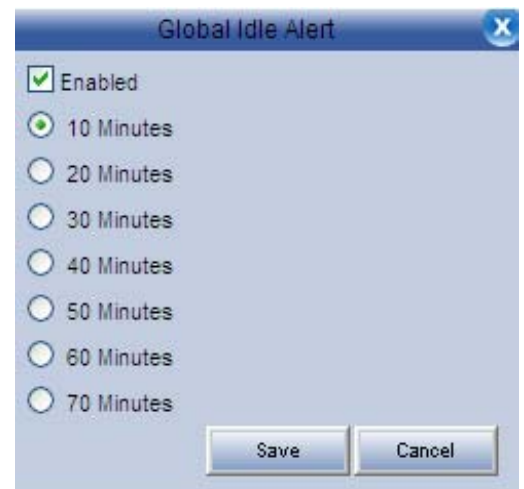 Global Idle Alert
Enabled
10 Minutes
20 Minutes
30 Minutes
40 Minutes
50 Minutes
60 Minutes
70 Minutes
Save Cancel